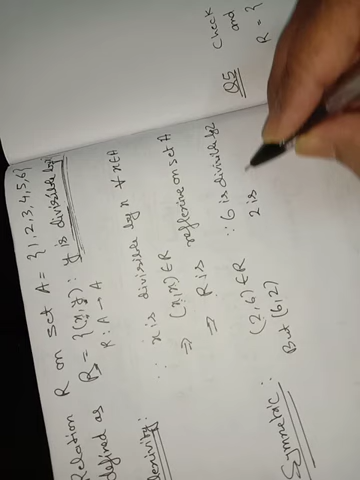 Relation R on set A = {1,2,3,4,5,6}
defined as R = {(x,y) : y is divisible by
R : A → A
∵ x is divisible by x ∀ x∈A
⇒ (x,x) ∈ R
⇒ R is reflexive on set A
Symmetric : (2,6) ∈ R ∵ 6 is divisible by 2
But (6,2) 2 is
Q5 Check
and
R = {